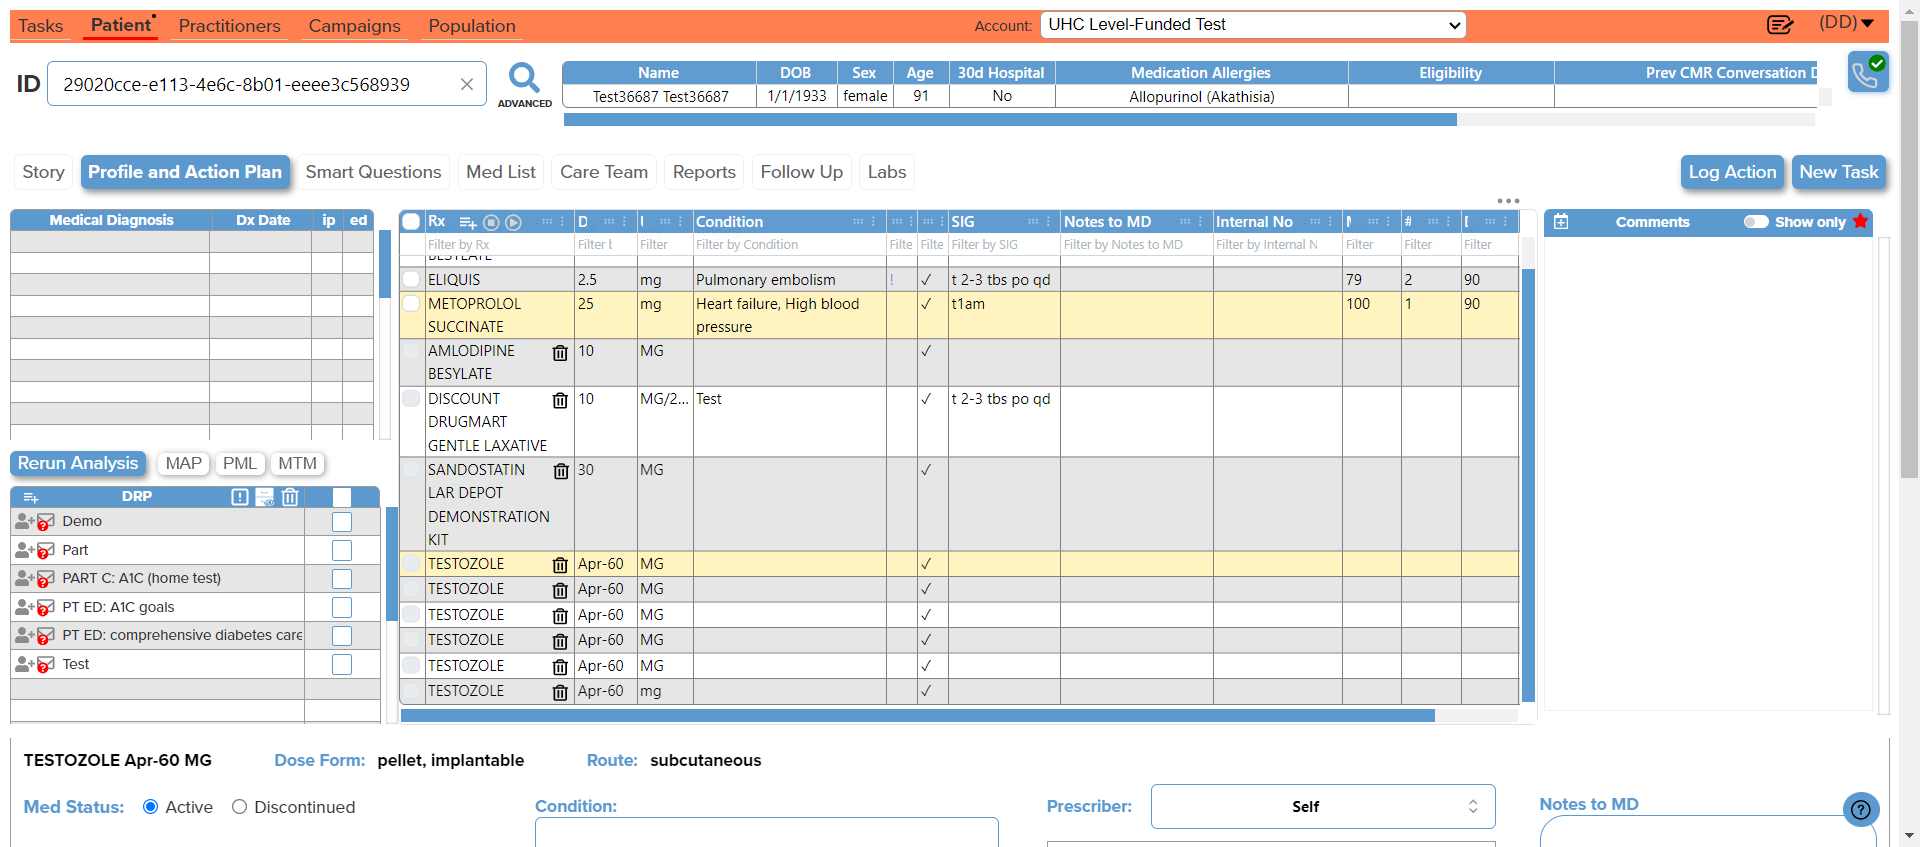 Tasks Patient Practitioners Campaigns Population Account: UHC Level-Funded Test (DD)
ID 29020cce-e113-4e6c-8b01-eeee3c568939 ADVANCED
Name DOB Sex Age 30d Hospital Medication Allergies Eligibility Prev CMR Conversation D
Test36687 Test36687 1/1/1933 female 91 No Allopurinol (Akathisia)
Story Profile and Action Plan Smart Questions Med List Care Team Reports Follow Up Labs Log Action New Task
Medical Diagnosis Dx Date ip ed
Rerun Analysis MAP PML MTM
DRP
Demo
Part
PART C: A1C (home test)
PT ED: A1C goals
PT ED: comprehensive diabetes care
Test
Rx D Condition SIG Notes to MD Internal No #
Filter by Rx Filter b Filter Filter by Condition Filte Filte Filter by SIG Filter by Notes to MD Filter by Internal N Filter Filter Filter
BESYLATE
ELIQUIS 2.5 mg Pulmonary embolism ! ✓ t 2-3 tbs po qd 79 2 90
METOPROLOL SUCCINATE 25 mg Heart failure, High blood pressure ✓ t1am 100 1 90
AMLODIPINE BESYLATE 10 MG ✓
DISCOUNT DRUGMART GENTLE LAXATIVE 10 MG/2... Test ✓ t 2-3 tbs po qd
SANDOSTATIN LAR DEPOT DEMONSTRATION KIT 30 MG ✓
TESTOZOLE Apr-60 MG ✓
TESTOZOLE Apr-60 MG ✓
TESTOZOLE Apr-60 MG ✓
TESTOZOLE Apr-60 MG ✓
TESTOZOLE Apr-60 MG ✓
TESTOZOLE Apr-60 mg ✓
Comments Show only
TESTOZOLE Apr-60 MG Dose Form: pellet, implantable Route: subcutaneous
Med Status: Active Discontinued Condition: Prescriber: Self Notes to MD